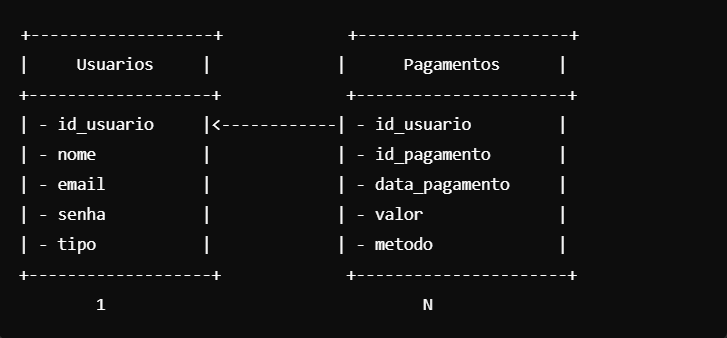 +-------------------+             +----------------------+
|     Usuarios     |             |      Pagamentos      |
+-------------------+             +----------------------+
| - id_usuario     |<------------| - id_usuario         |
| - nome           |             | - id_pagamento       |
| - email          |             | - data_pagamento     |
| - senha          |             | - valor              |
| - tipo           |             | - metodo             |
+-------------------+             +----------------------+
        1                                 N